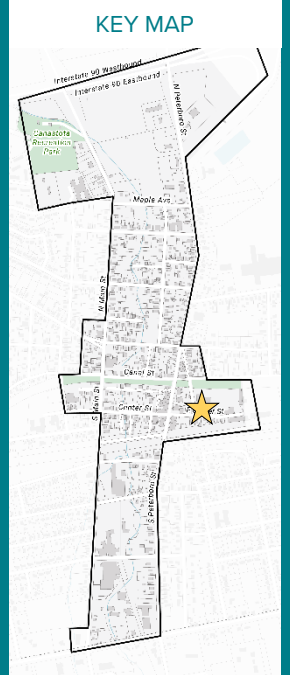 KEY MAP
Interstate 90 Westbound
Interstate 90 Eastbound
N Peterboro St
Canastota
Recreation
Park
Maple Ave
N Main St
Canal St
S Main St
Center St
St
S Peterboro St